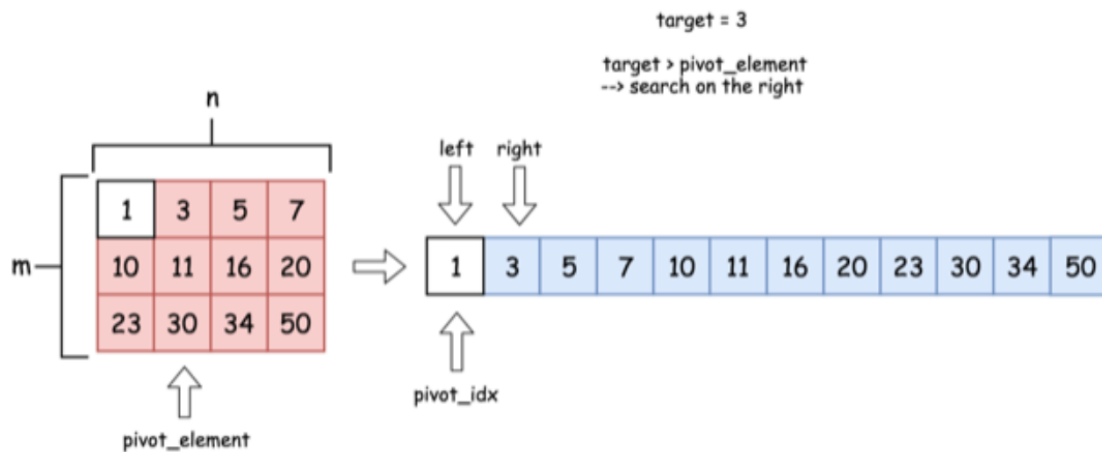 target = 3
target > pivot_element
--> search on the right
n
left right
m
1 3 5 7
10 11 16 20
23 30 34 50
1 3 5 7 10 11 16 20 23 30 34 50
pivot_idx
pivot_element